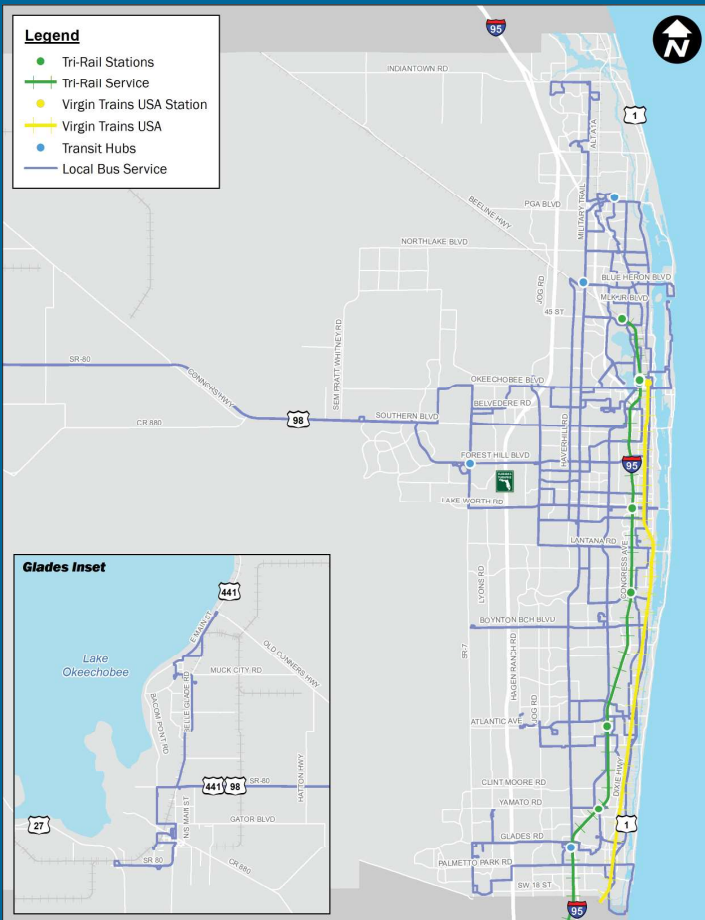 Legend
Tri-Rail Stations
Tri-Rail Service
Virgin Trains USA Station
Virgin Trains USA
Transit Hubs
Local Bus Service
95
N
INDIANTOWN RD
1
ALT A1A
MILITARY TRAIL
PGA BLVD
BEELINE HWY
NORTHLAKE BLVD
JOG RD
BLUE HERON BLVD
MLK JR BLVD
45 ST
SEM PRATT WHITNEY RD
SR-80
CONNERS HWY
OKEECHOBEE BLVD
BELVEDERE RD
98
SOUTHERN BLVD
CR 880
HAVERHILL RD
FOREST HILL BLVD
95
LAKE WORTH RD
LANTANA RD
CONGRESS AVE
LYONS RD
BOYNTON BCH BLVD
SR-7
HAGEN RANCH RD
JOG RD
ATLANTIC AVE
CLINT MOORE RD
DIXIE HWY
YAMATO RD
1
GLADES RD
PALMETTO PARK RD
SW 18 ST
95
Glades Inset
441
E MAIN ST
OLD CONNERS HWY
Lake
Okeechobee
MUCK CITY RD
BELLE GLADE RD
BACOM POINT RD
HATTON HWY
441
98
SR-80
N/S MAIN ST
GATOR BLVD
27
SR 80
CR 880